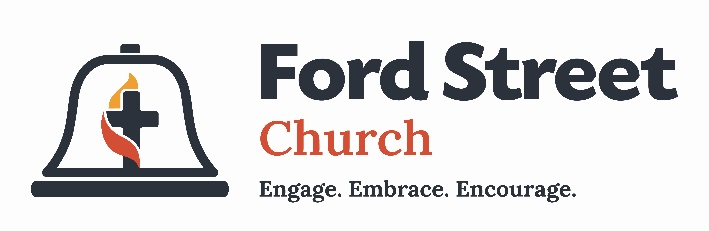 Ford Street
Church
Engage. Embrace. Encourage.